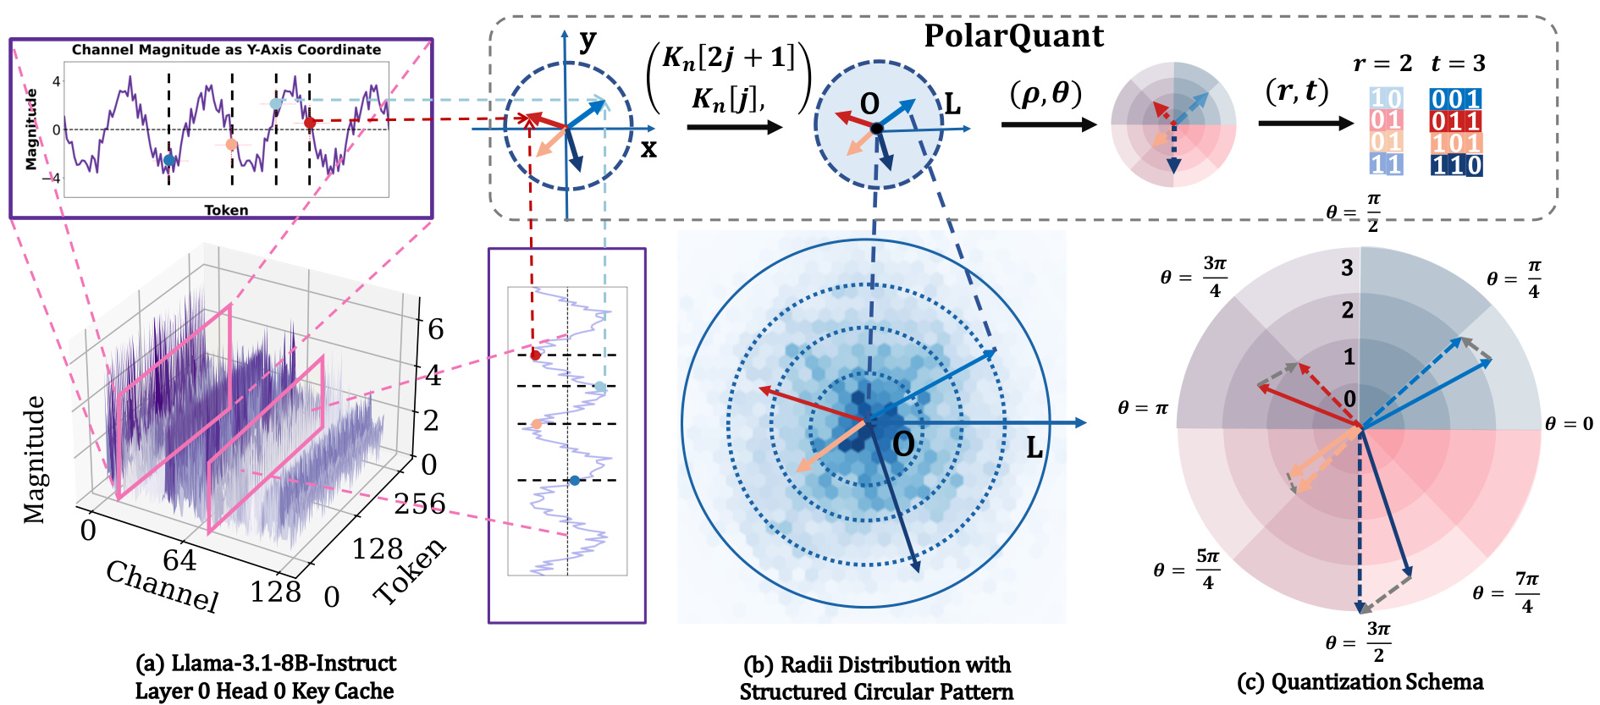 Channel Magnitude as Y-Axis Coordinate
Magnitude
4
0
−4
Token
PolarQuant
y
x
K_n[2j + 1]
K_n[j],
O
L
(ρ, θ)
(r, t)
r = 2 t = 3
10 001
01 011
01 101
11 110
Magnitude
6
4
2
0
0
64
128
Channel
256
128
0
Token
O
L
θ = π/2
θ = 3π/4
θ = π/4
3
2
1
0
θ = π
θ = 0
θ = 5π/4
θ = 7π/4
θ = 3π/2
(a) Llama-3.1-8B-Instruct
Layer 0 Head 0 Key Cache
(b) Radii Distribution with
Structured Circular Pattern
(c) Quantization Schema